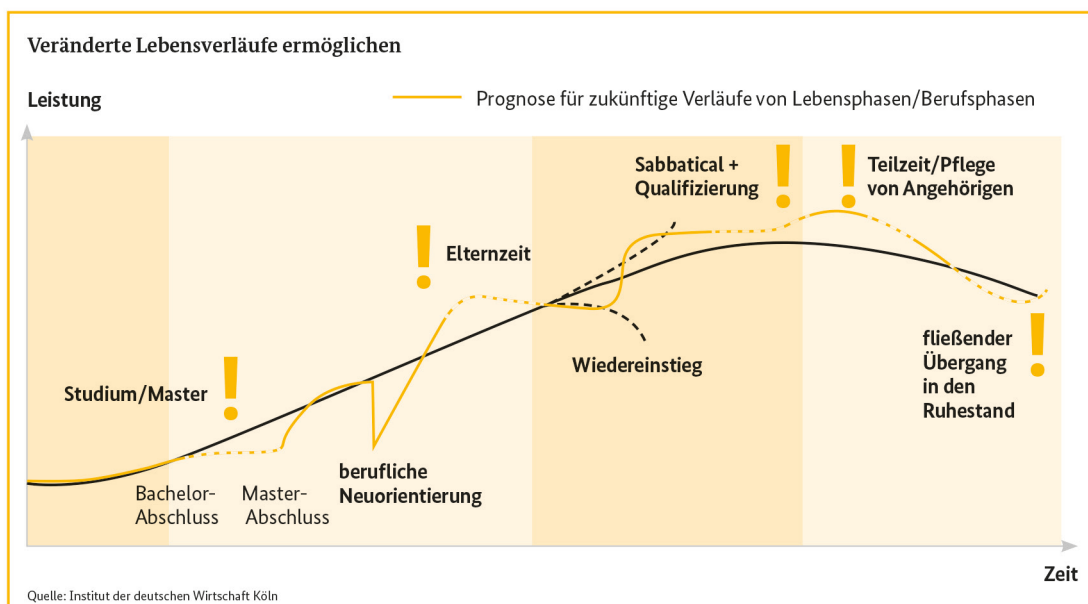 Veränderte Lebensverläufe ermöglichen
Leistung
Prognose für zukünftige Verläufe von Lebensphasen/Berufsphasen
Sabbatical +
Qualifizierung
Teilzeit/Pflege
von Angehörigen
Elternzeit
Wiedereinstieg
fließender
Übergang
in den
Ruhestand
Studium/Master
berufliche
Neuorientierung
Bachelor-
Abschluss
Master-
Abschluss
Zeit
Quelle: Institut der deutschen Wirtschaft Köln